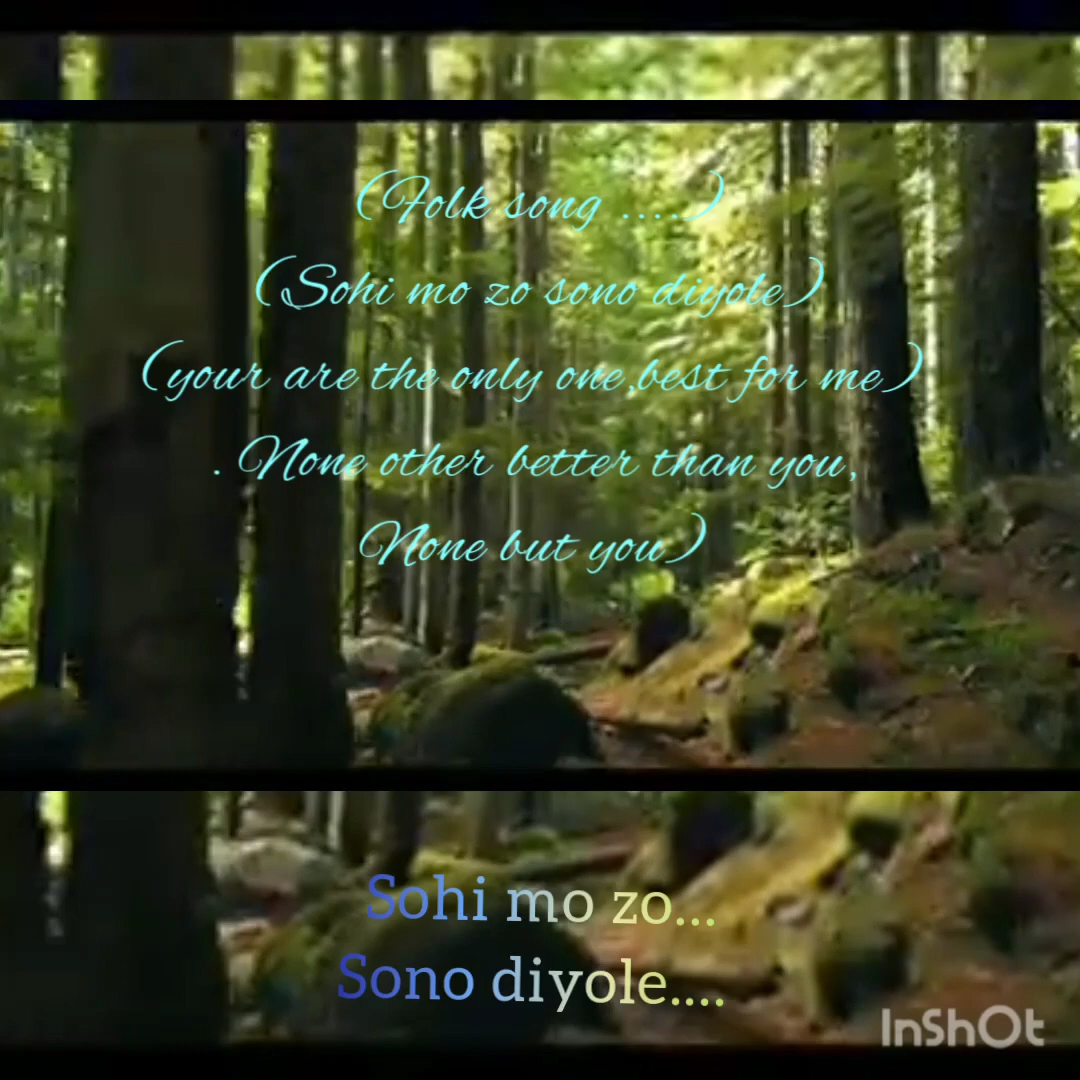 (Folk song ....)
(Sohi mo zo sono diyole)
(your are the only one,best for me)
. None other better than you,
None but you)
Sohi mo zo...
Sono diyole....
InShOt